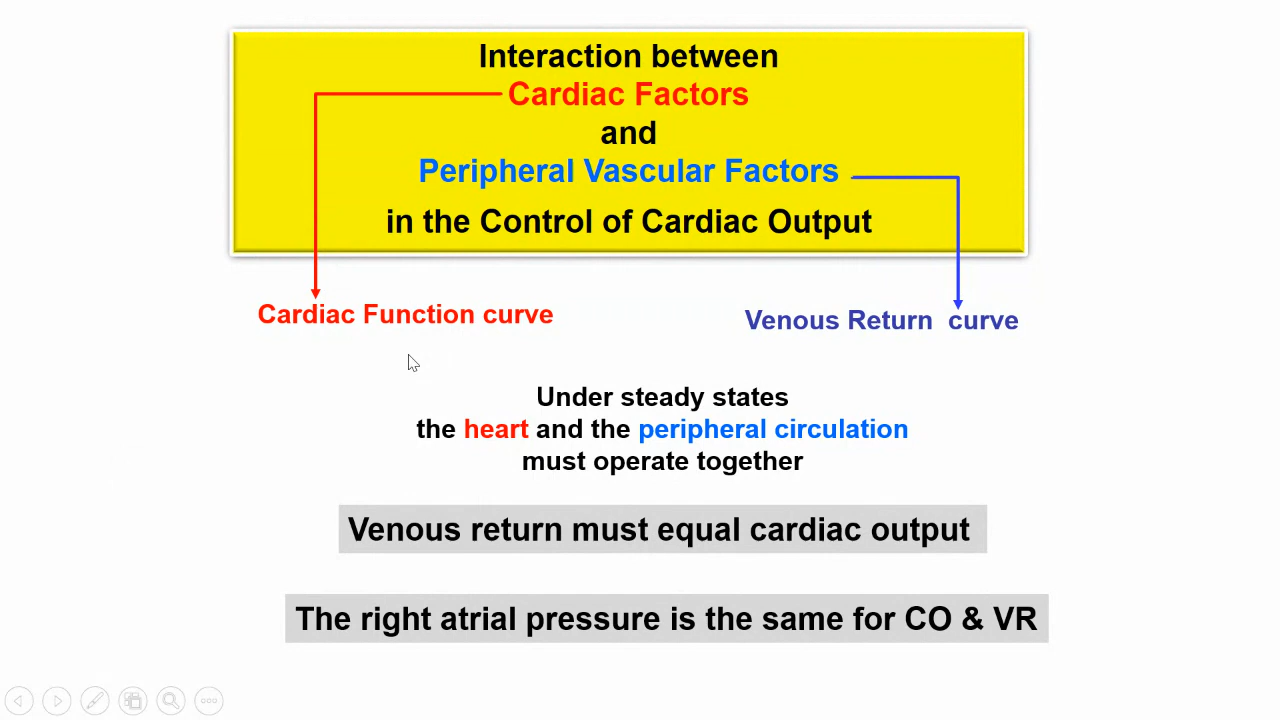 Interaction between
Cardiac Factors
and
Peripheral Vascular Factors
in the Control of Cardiac Output
Cardiac Function curve
Venous Return curve
Under steady states
the heart and the peripheral circulation
must operate together
Venous return must equal cardiac output
The right atrial pressure is the same for CO & VR